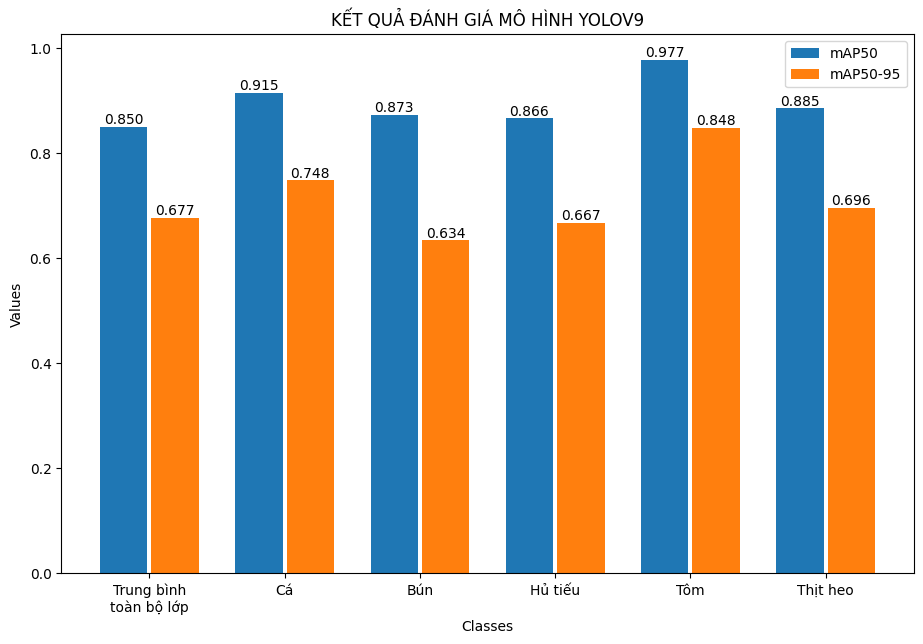 KẾT QUẢ ĐÁNH GIÁ MÔ HÌNH YOLOV9
mAP50
mAP50-95
Values
1.0
0.8
0.6
0.4
0.2
0.0
0.850
0.677
0.915
0.748
0.873
0.634
0.866
0.667
0.977
0.848
0.885
0.696
Trung bình
toàn bộ lớp
Cá
Bún
Hủ tiếu
Tôm
Thịt heo
Classes